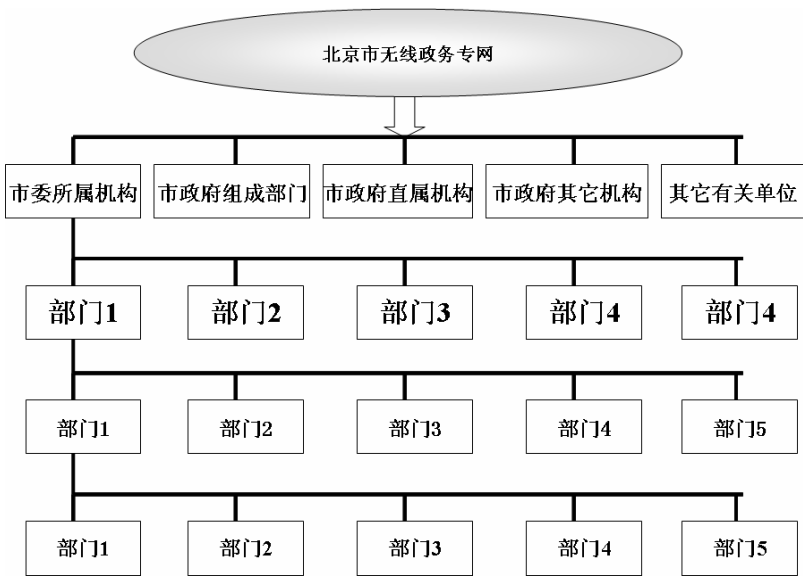 北京市无线政务专网
市委所属机构
市政府组成部门
市政府直属机构
市政府其它机构
其它有关单位
部门1
部门2
部门3
部门4
部门4
部门1
部门2
部门3
部门4
部门5
部门1
部门2
部门3
部门4
部门5